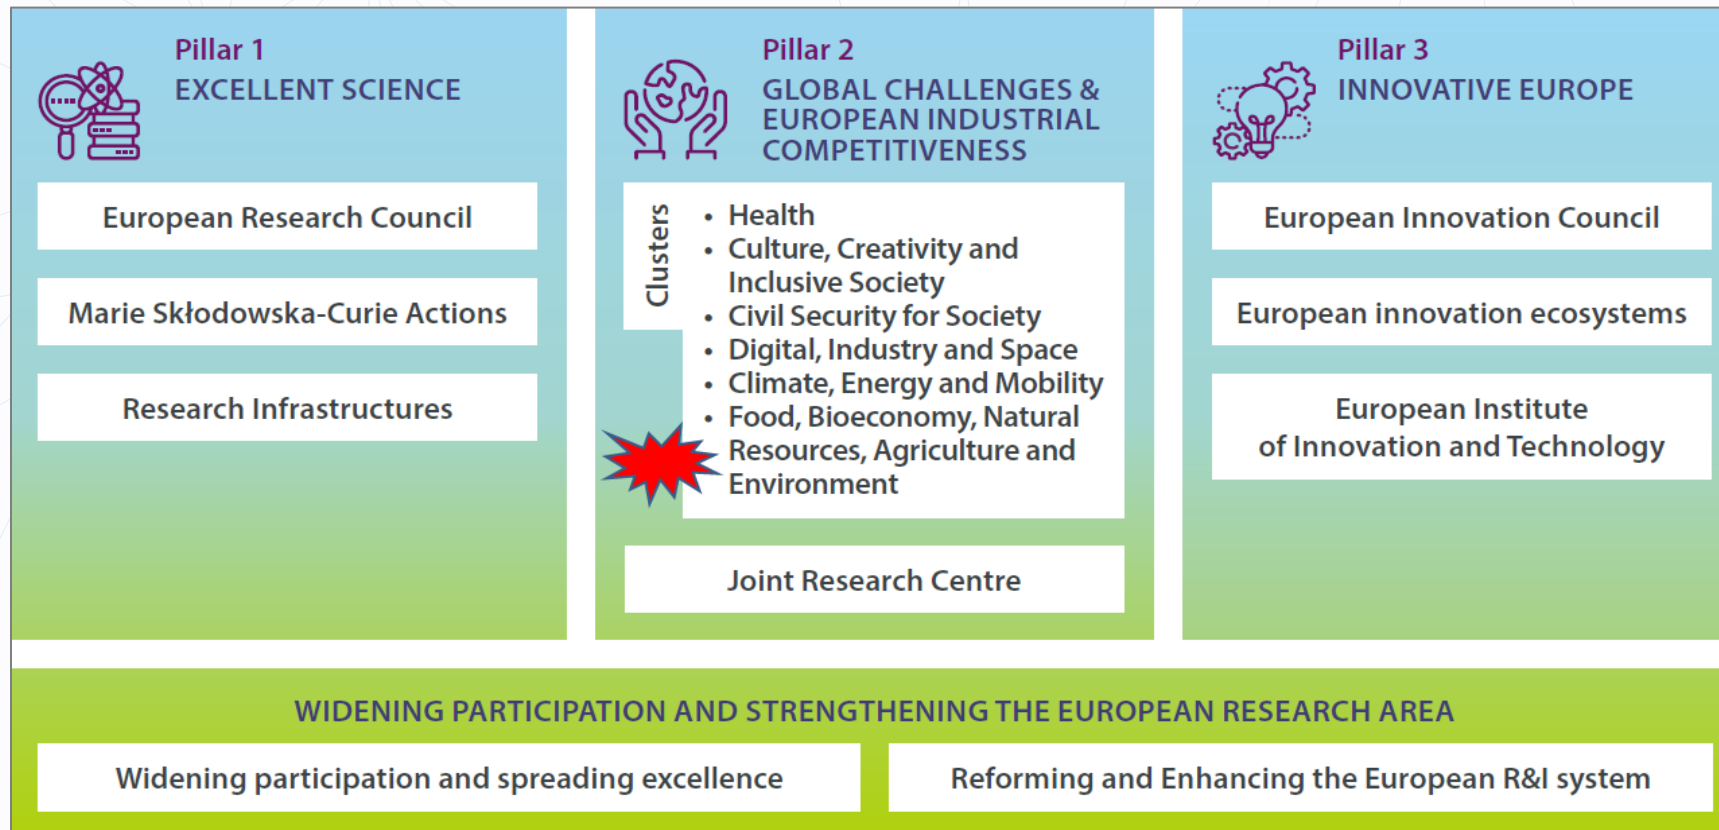 Pillar 1
EXCELLENT SCIENCE
European Research Council
Marie Skłodowska-Curie Actions
Research Infrastructures
Pillar 2
GLOBAL CHALLENGES &
EUROPEAN INDUSTRIAL
COMPETITIVENESS
Clusters
• Health
• Culture, Creativity and
Inclusive Society
• Civil Security for Society
• Digital, Industry and Space
• Climate, Energy and Mobility
• Food, Bioeconomy, Natural
Resources, Agriculture and
Environment
Joint Research Centre
Pillar 3
INNOVATIVE EUROPE
European Innovation Council
European innovation ecosystems
European Institute
of Innovation and Technology
WIDENING PARTICIPATION AND STRENGTHENING THE EUROPEAN RESEARCH AREA
Widening participation and spreading excellence
Reforming and Enhancing the European R&I system